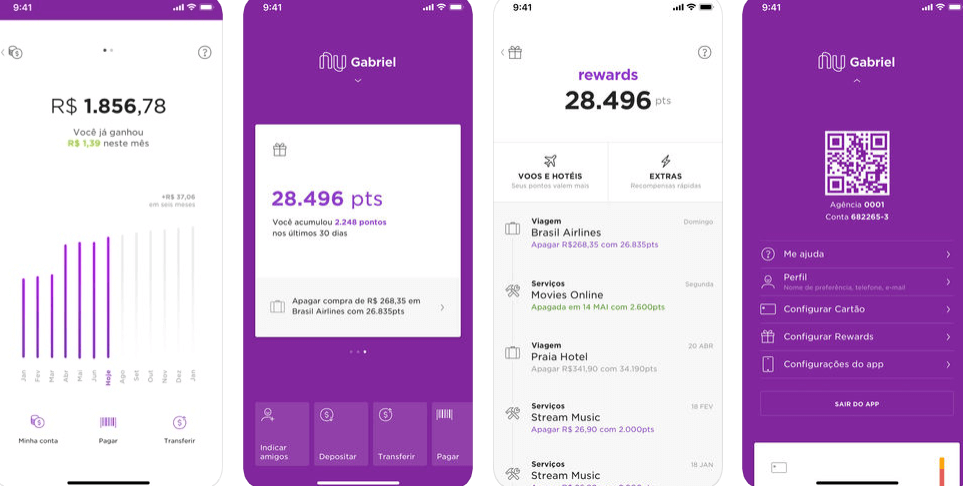 9:41
R$ 1.856,78
Você já ganhou
R$ 1,39 neste mês
+R$ 37,06
em seis meses
Jan
Fev
Mar
Abr
Mai
Jun
Hoje
Ago
Set
Out
Nov
Dez
Jan
Minha conta
Pagar
Transferir
9:41
nu Gabriel
28.496 pts
Você acumulou 2.248 pontos
nos últimos 30 dias
Apagar compra de R$ 268,35 em
Brasil Airlines com 26.835pts
Indicar
amigos
Depositar
Transferir
Pagar
9:41
rewards
28.496 pts
VOOS E HOTÉIS
Seus pontos valem mais
EXTRAS
Recompensas rápidas
Viagem
Domingo
Brasil Airlines
Apagar R$268,35 com 26.835pts
Serviços
Segunda
Movies Online
Apagada em 14 MAI com 2.600pts
Viagem
20 ABR
Praia Hotel
Apagar R$341,90 com 34.190pts
Serviços
18 FEV
Stream Music
Apagar R$ 26,90 com 2.000pts
Serviços
18 JAN
Stream Music
9:41
nu Gabriel
Agência 0001
Conta 682265-3
Me ajuda
Perfil
Nome de preferência, telefone, e-mail
Configurar Cartão
Configurar Rewards
Configurações do app
SAIR DO APP